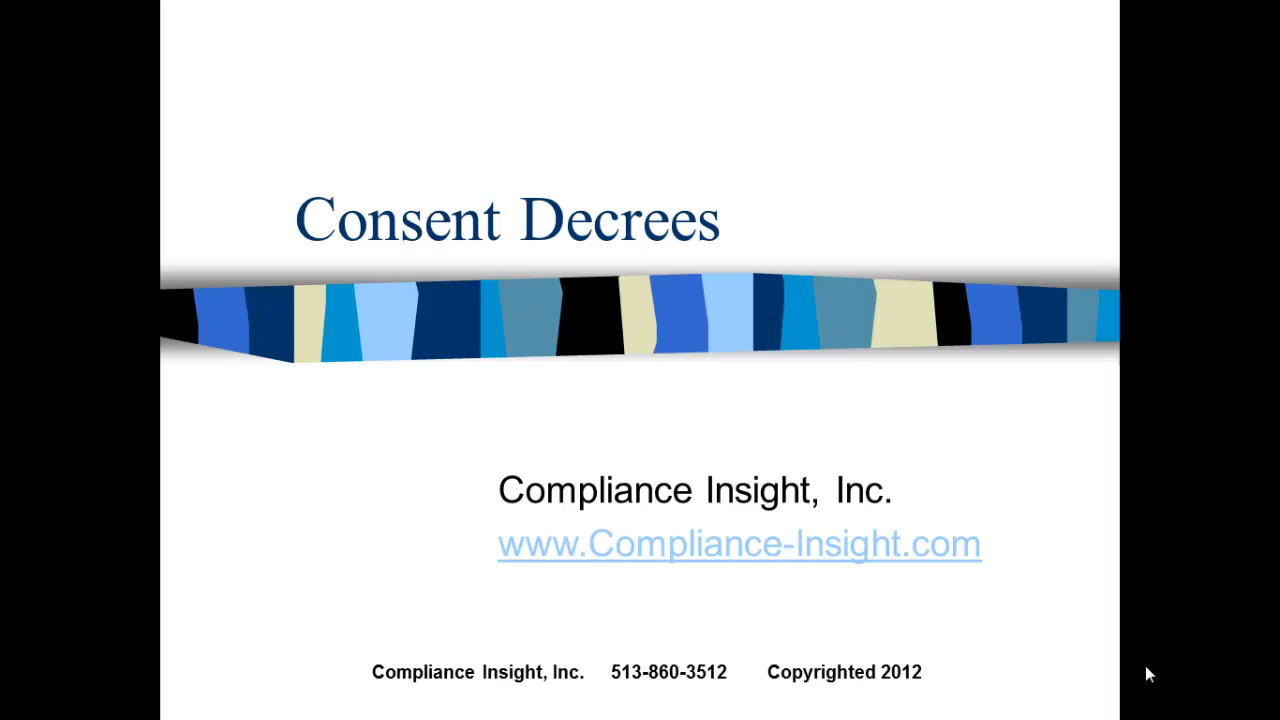 Consent Decrees
Compliance Insight, Inc.
www.Compliance-Insight.com
Compliance Insight, Inc. 513-860-3512 Copyrighted 2012